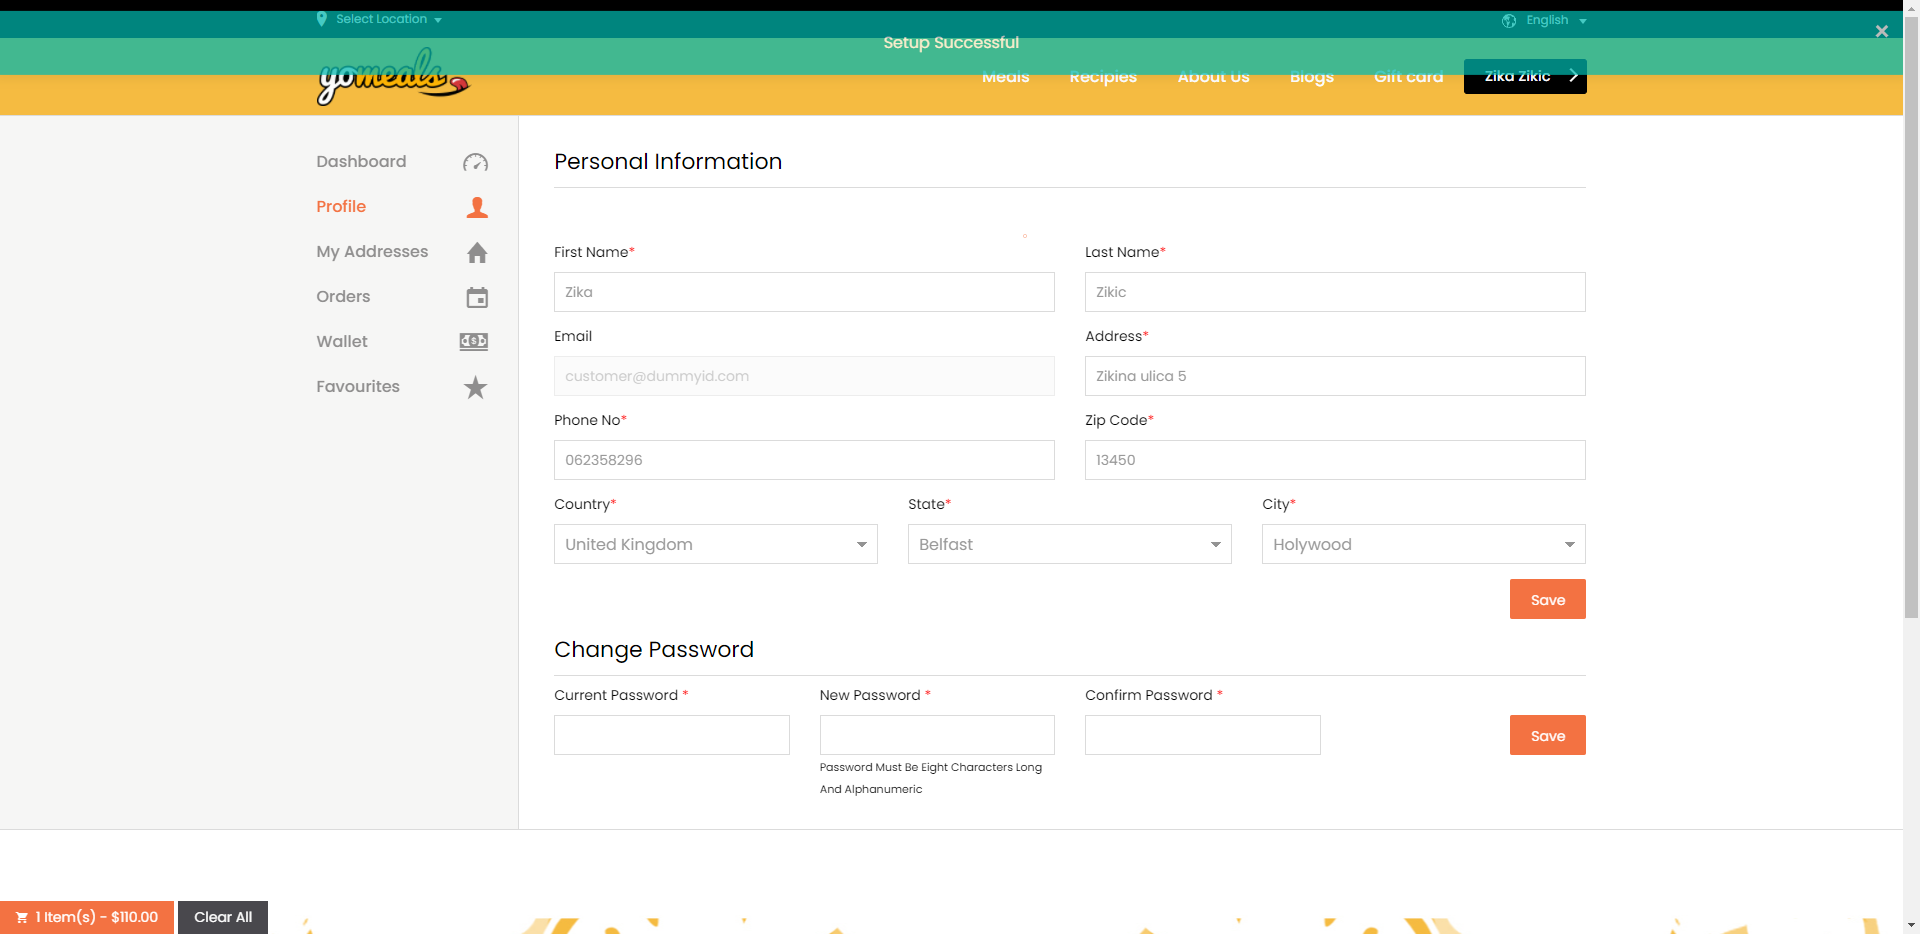 Select Location
English
Setup Successful
yomeals
Meals
Recipies
About Us
Blogs
Gift card
Zika Zikic
Dashboard
Profile
My Addresses
Orders
Wallet
Favourites
Personal Information
First Name*
Last Name*
Zika
Zikic
Email
Address*
customer@dummyid.com
Zikina ulica 5
Phone No*
Zip Code*
062358296
13450
Country*
State*
City*
United Kingdom
Belfast
Holywood
Save
Change Password
Current Password *
New Password *
Confirm Password *
Save
Password Must Be Eight Characters Long
And Alphanumeric
1 Item(s) - $110.00
Clear All